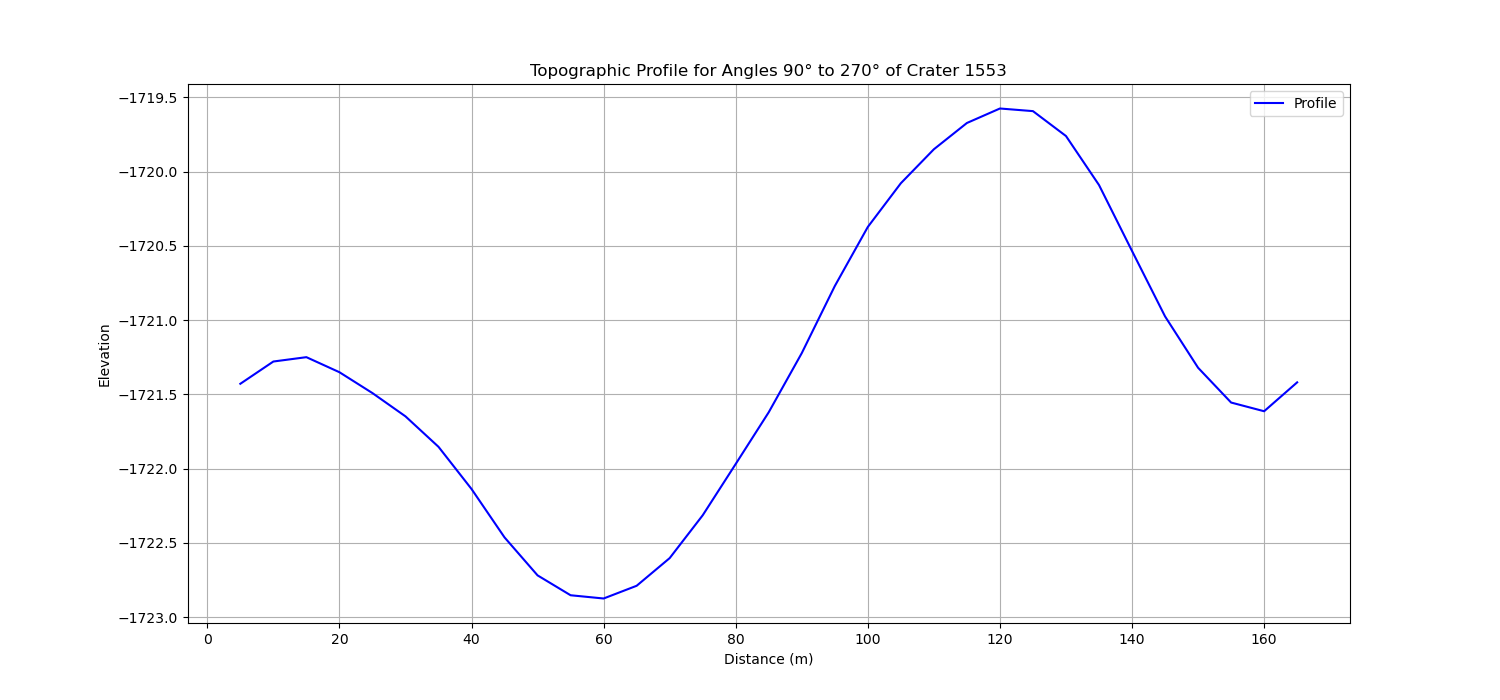 Topographic Profile for Angles 90° to 270° of Crater 1553
Profile
Elevation
−1719.5
−1720.0
−1720.5
−1721.0
−1721.5
−1722.0
−1722.5
−1723.0
0 20 40 60 80 100 120 140 160
Distance (m)